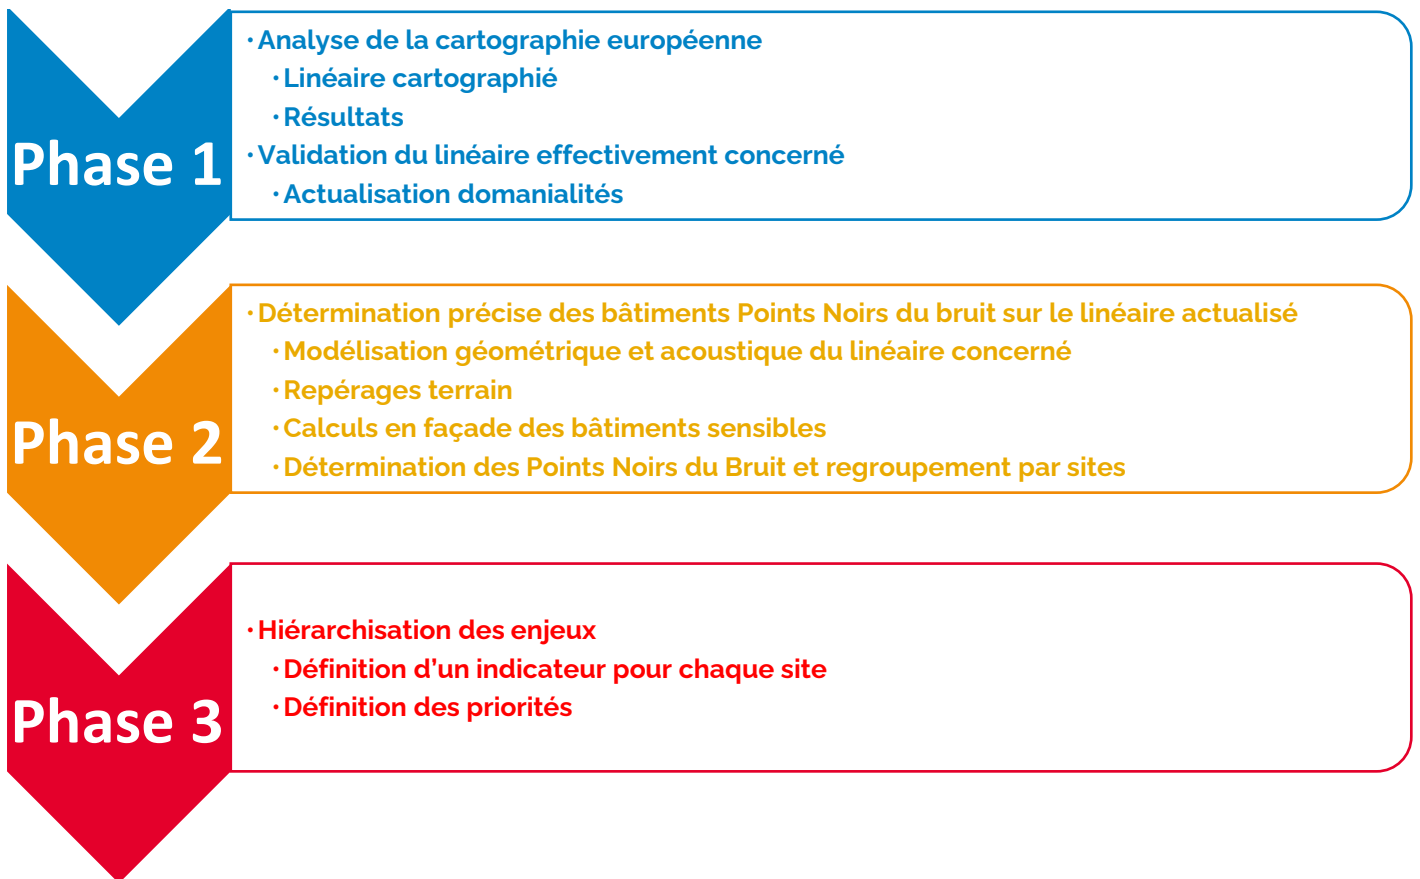 Phase 1
· Analyse de la cartographie européenne
· Linéaire cartographié
· Résultats
· Validation du linéaire effectivement concerné
· Actualisation domanialités
Phase 2
· Détermination précise des bâtiments Points Noirs du bruit sur le linéaire actualisé
· Modélisation géométrique et acoustique du linéaire concerné
· Repérages terrain
· Calculs en façade des bâtiments sensibles
· Détermination des Points Noirs du Bruit et regroupement par sites
Phase 3
· Hiérarchisation des enjeux
· Définition d’un indicateur pour chaque site
· Définition des priorités